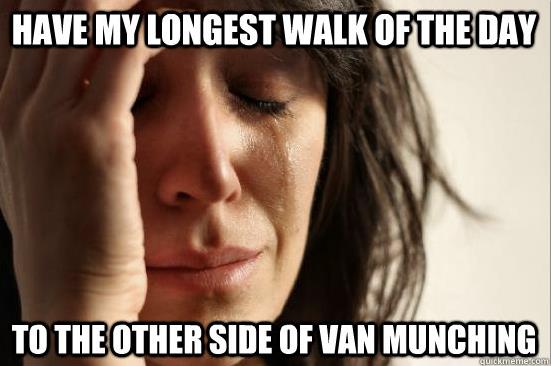 HAVE MY LONGEST WALK OF THE DAY
TO THE OTHER SIDE OF VAN MUNCHING
quickmeme.com